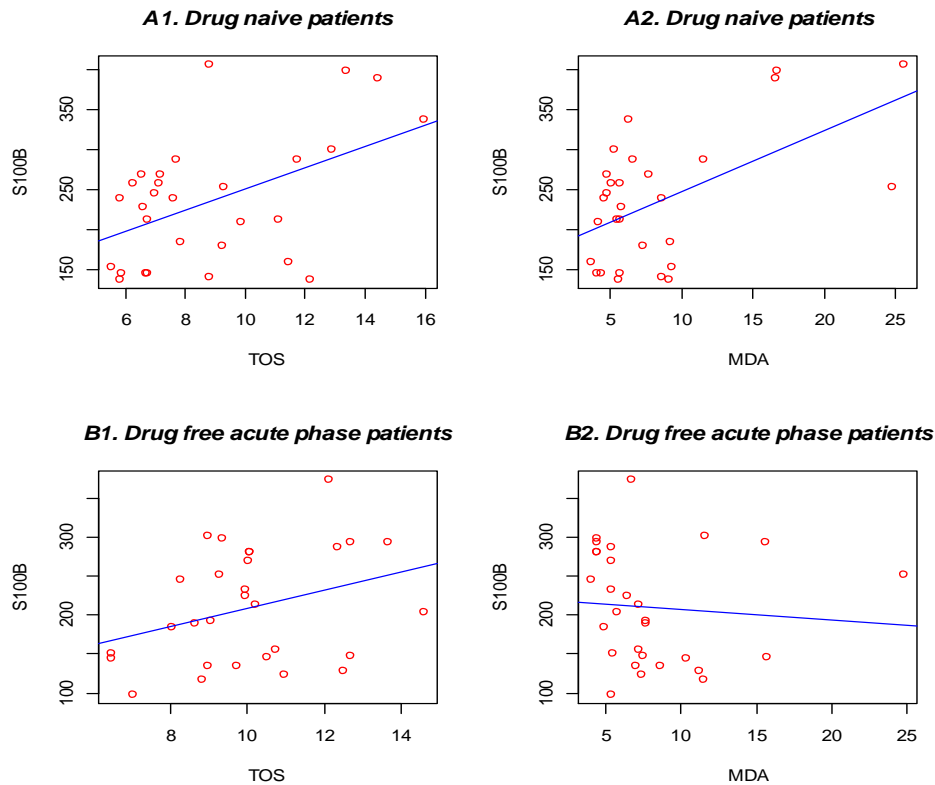 A1. Drug naive patients
S100B
350
250
150
6 8 10 12 14 16
TOS
A2. Drug naive patients
S100B
350
250
150
5 10 15 20 25
MDA
B1. Drug free acute phase patients
S100B
300
200
100
8 10 12 14
TOS
B2. Drug free acute phase patients
S100B
300
200
100
5 10 15 20 25
MDA